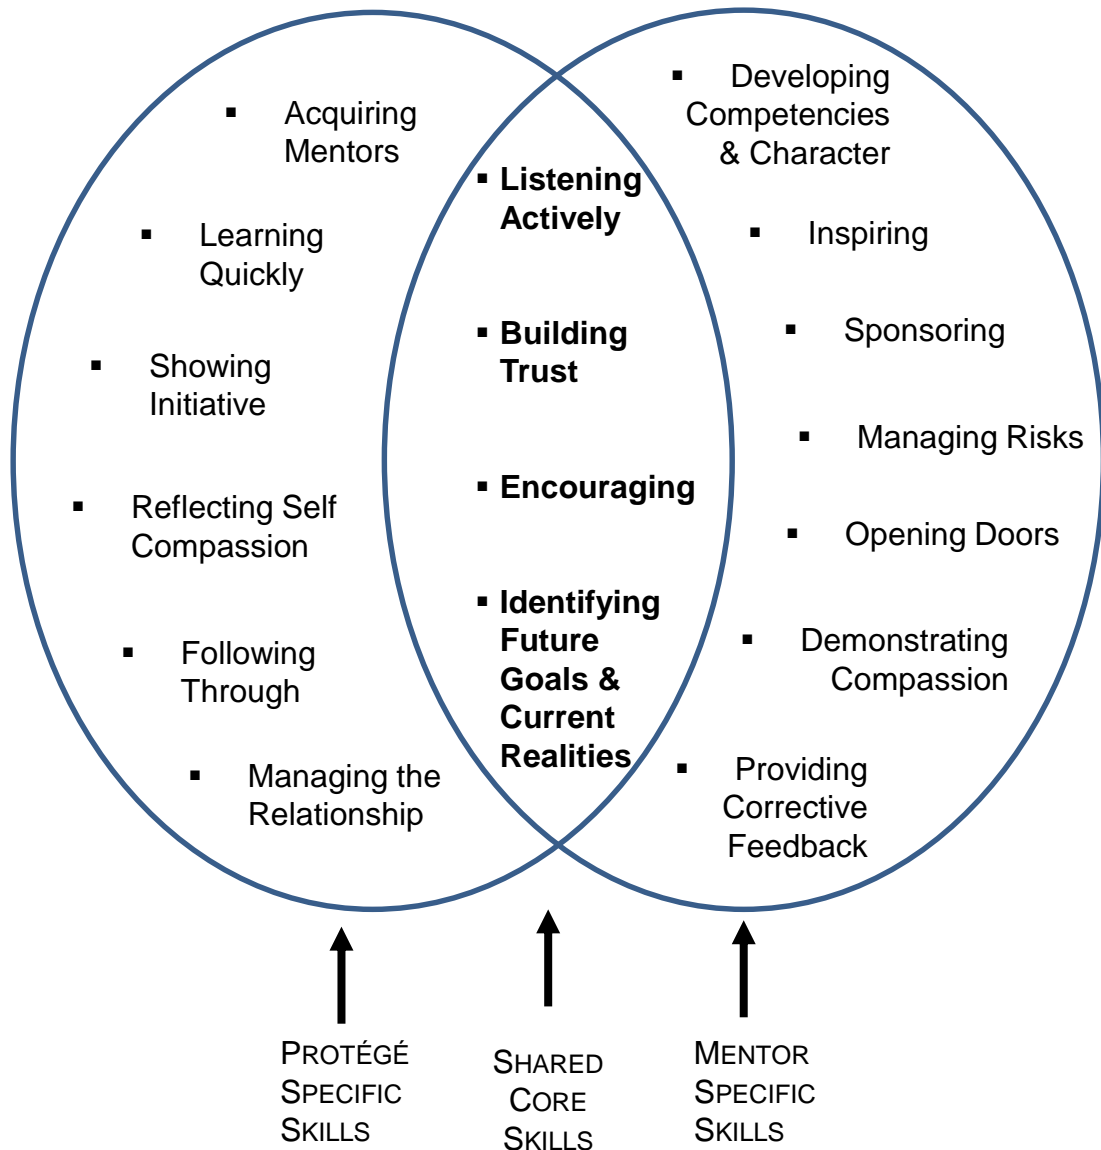 ▪ Acquiring
Mentors
▪ Learning
Quickly
▪ Showing
Initiative
▪ Reflecting Self
Compassion
▪ Following
Through
▪ Managing the
Relationship
▪ Listening
Actively
▪ Building
Trust
▪ Encouraging
▪ Identifying
Future
Goals &
Current
Realities
▪ Developing
Competencies
& Character
▪ Inspiring
▪ Sponsoring
▪ Managing Risks
▪ Opening Doors
▪ Demonstrating
Compassion
▪ Providing
Corrective
Feedback
PROTÉGÉ
SPECIFIC
SKILLS
SHARED
CORE
SKILLS
MENTOR
SPECIFIC
SKILLS